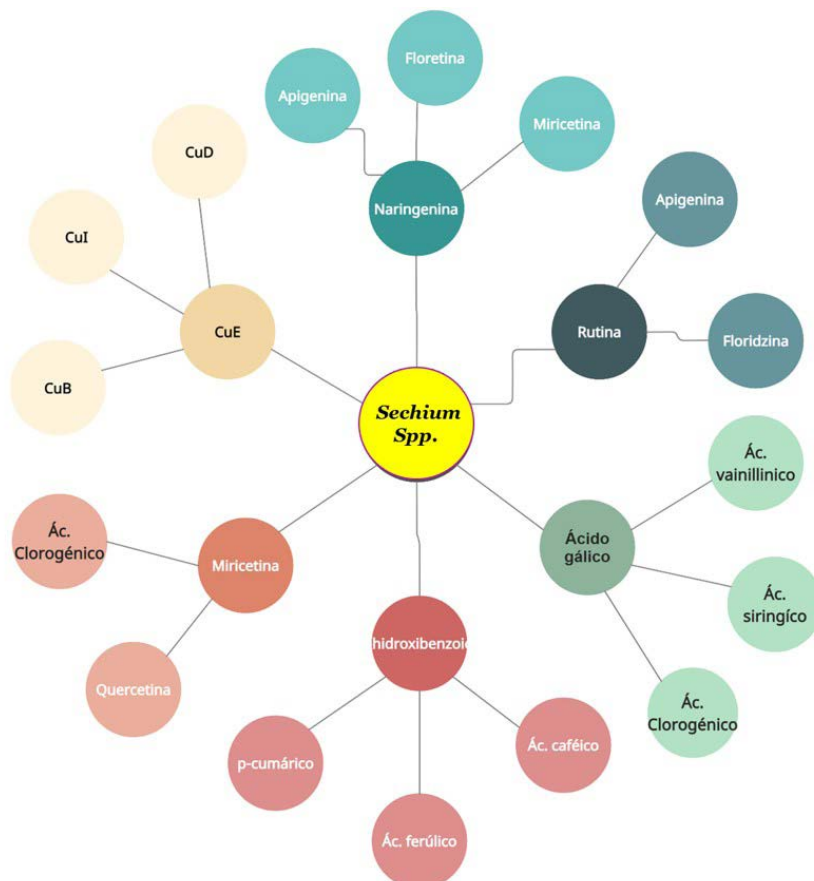 Floretina
Apigenina
Miricetina
CuD
Naringenina
Apigenina
CuI
CuE
Rutina
Floridzina
CuB
Sechium
Spp.
Ác.
vainillinico
Ác.
Clorogénico
Miricetina
Ácido
gálico
Ác.
siringíco
hidroxibenzoic
Quercetina
Ác.
Clorogénico
p-cumárico
Ác. caféico
Ác. ferúlico